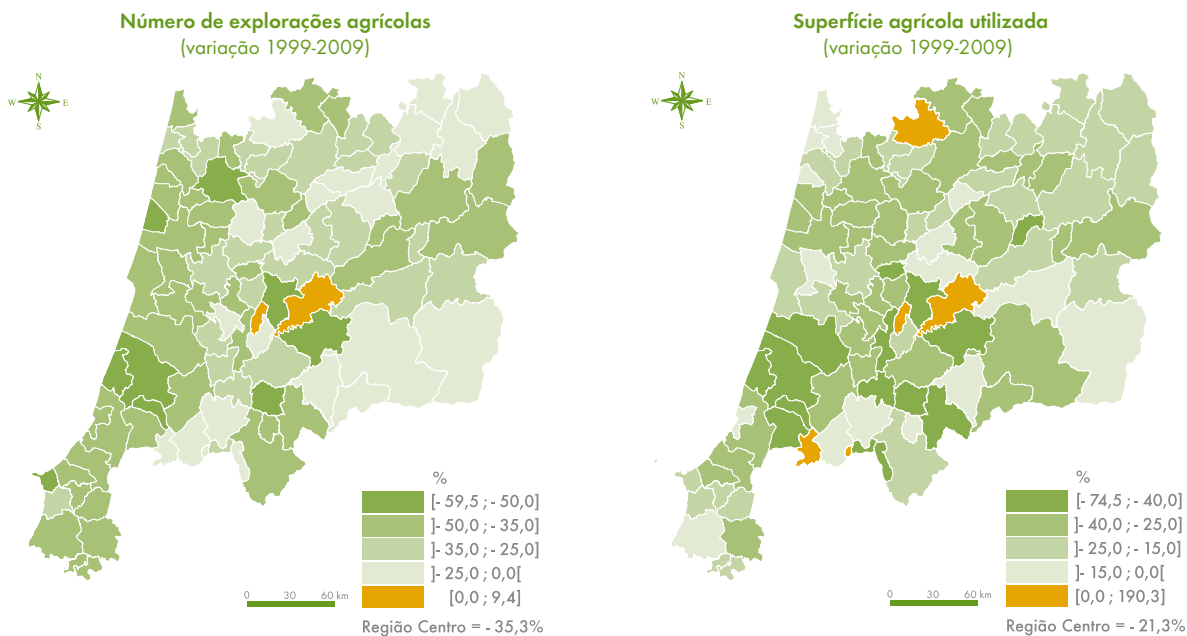 Número de explorações agrícolas
(variação 1999-2009)
N
W E
S
%
[- 59,5 ; - 50,0]
]- 50,0 ; - 35,0]
]- 35,0 ; - 25,0]
]- 25,0 ; 0,0[
[0,0 ; 9,4]
0 30 60 km
Região Centro = - 35,3%
Superfície agrícola utilizada
(variação 1999-2009)
N
W E
S
%
[- 74,5 ; - 40,0]
]- 40,0 ; - 25,0]
]- 25,0 ; - 15,0]
]- 15,0 ; 0,0[
[0,0 ; 190,3]
0 30 60 km
Região Centro = - 21,3%